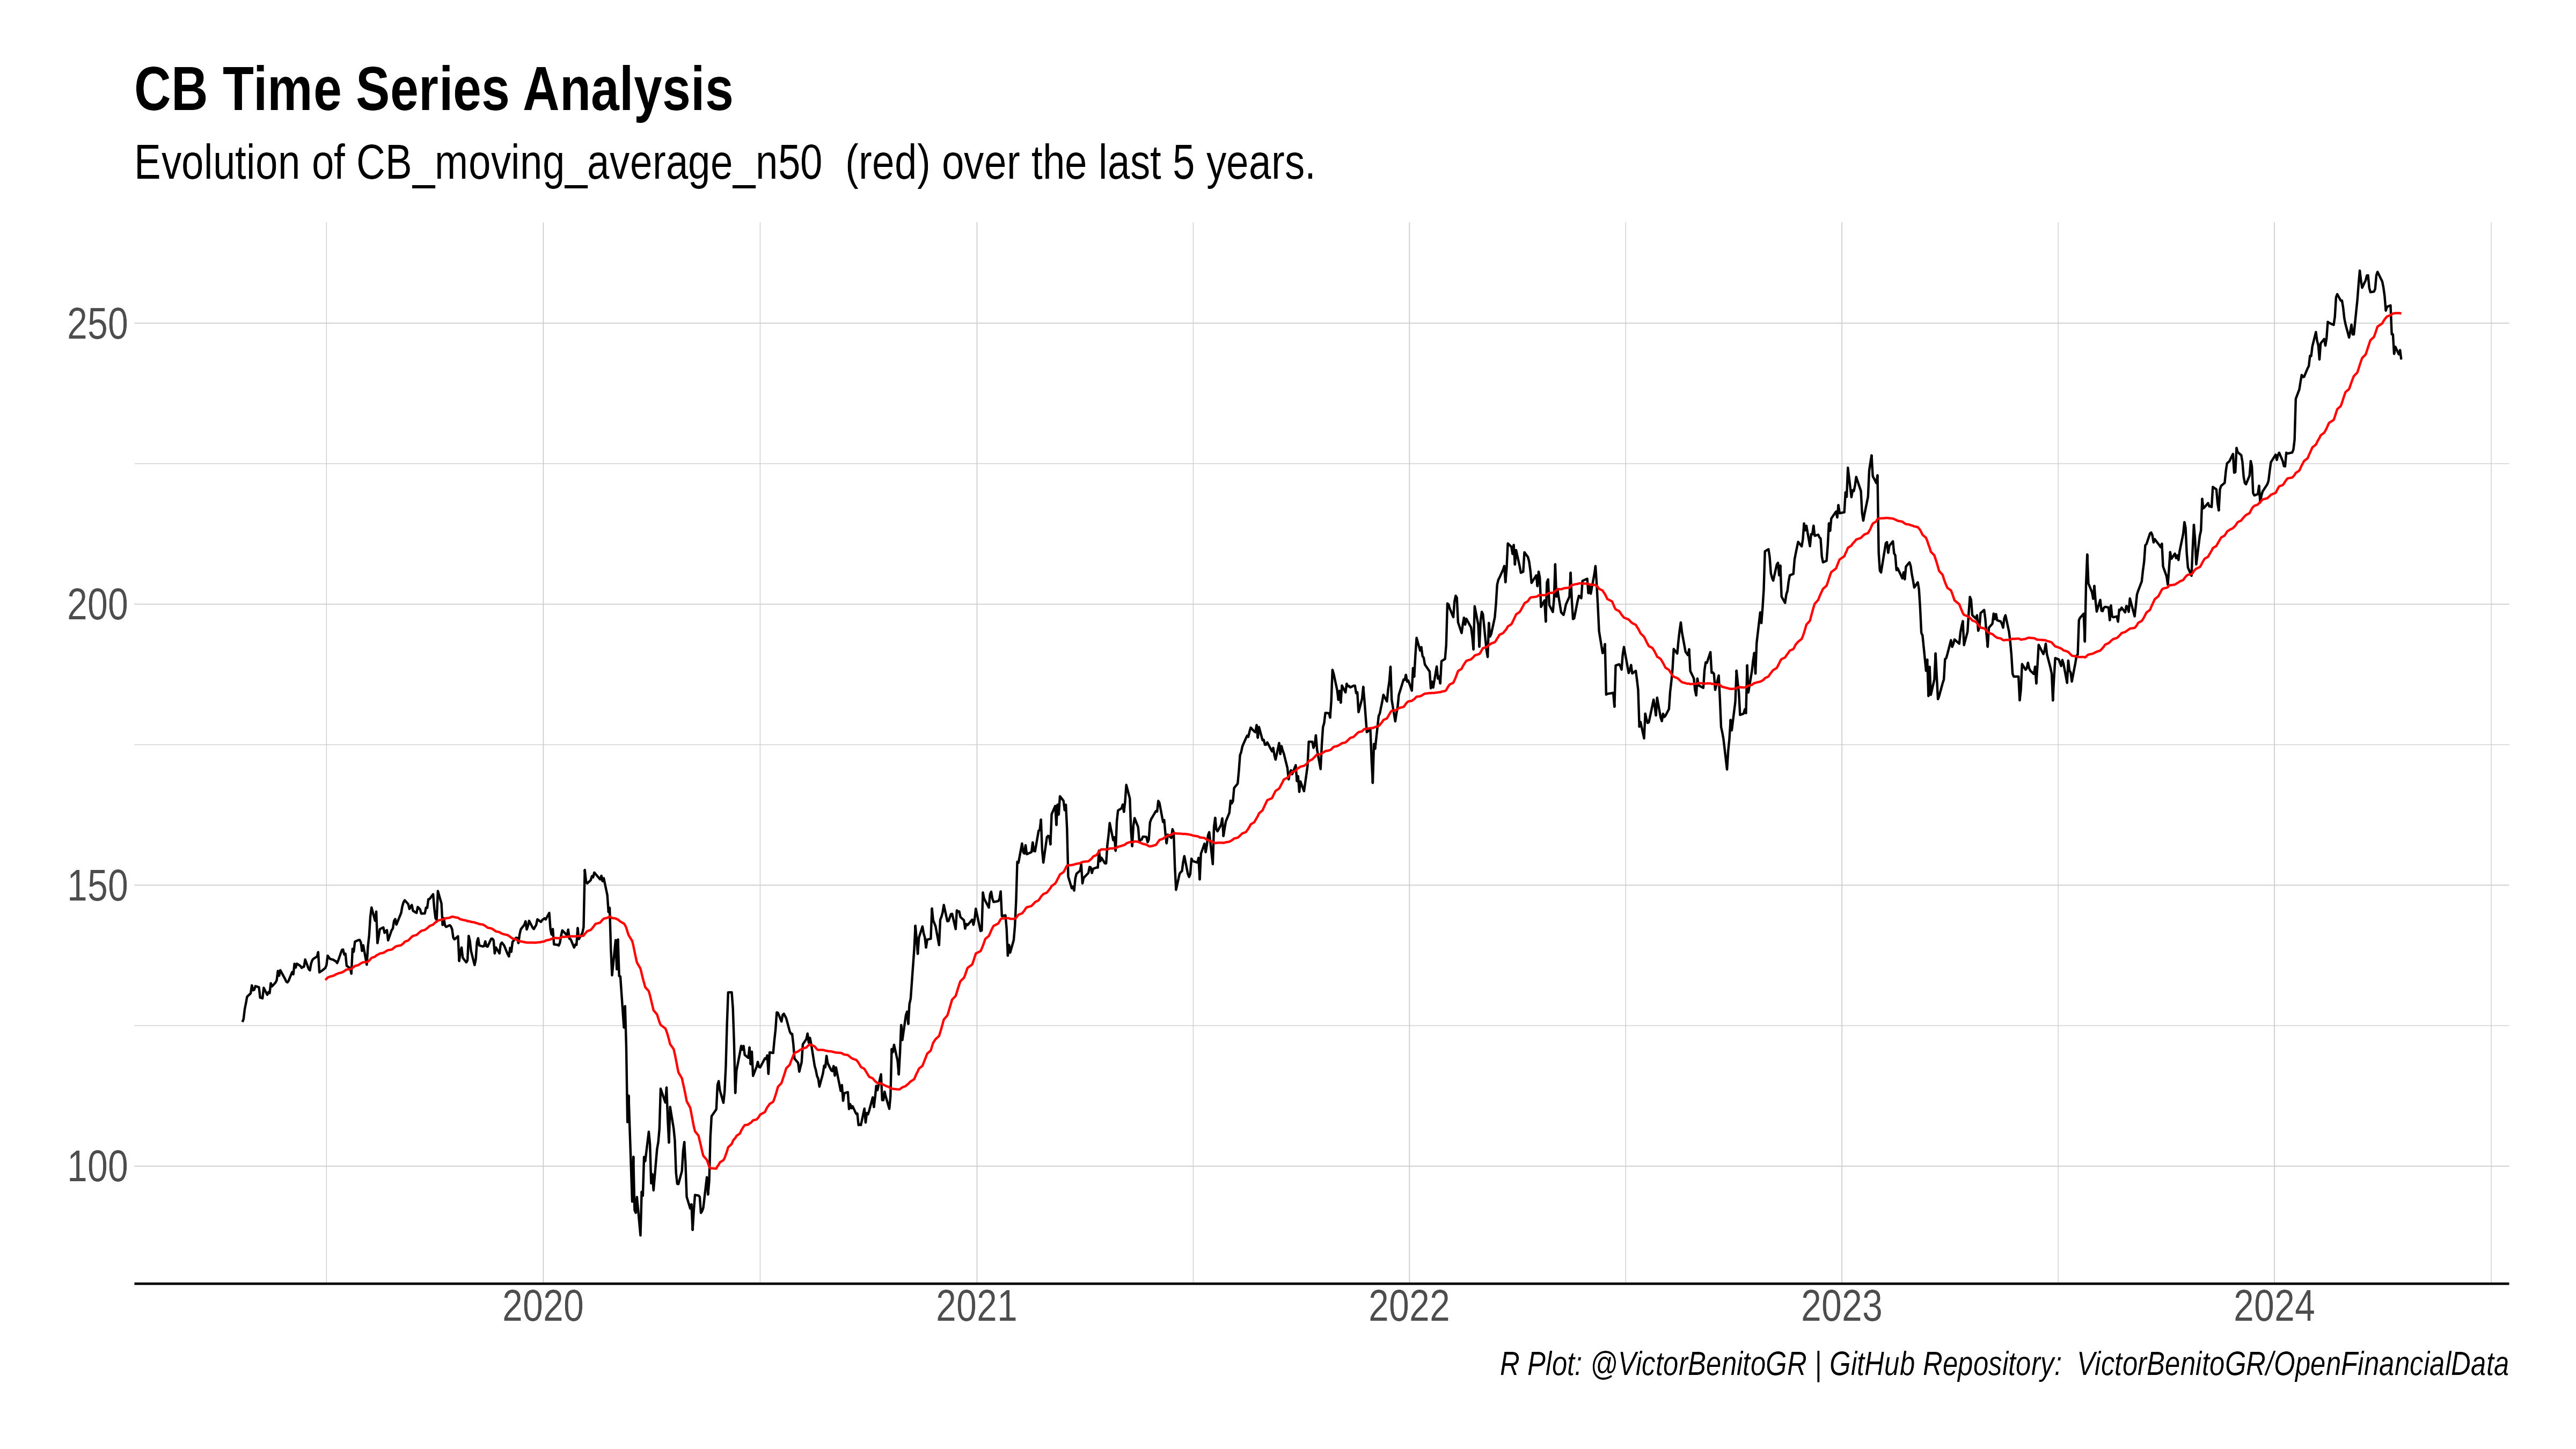 CB Time Series Analysis
Evolution of CB_moving_average_n50  (red) over the last 5 years.
250
200
150
100
2020 2021 2022 2023 2024
R Plot: @VictorBenitoGR | GitHub Repository:  VictorBenitoGR/OpenFinancialData